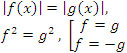 |f(x)| = |g(x)|,
f² = g², [ f = g
f = −g